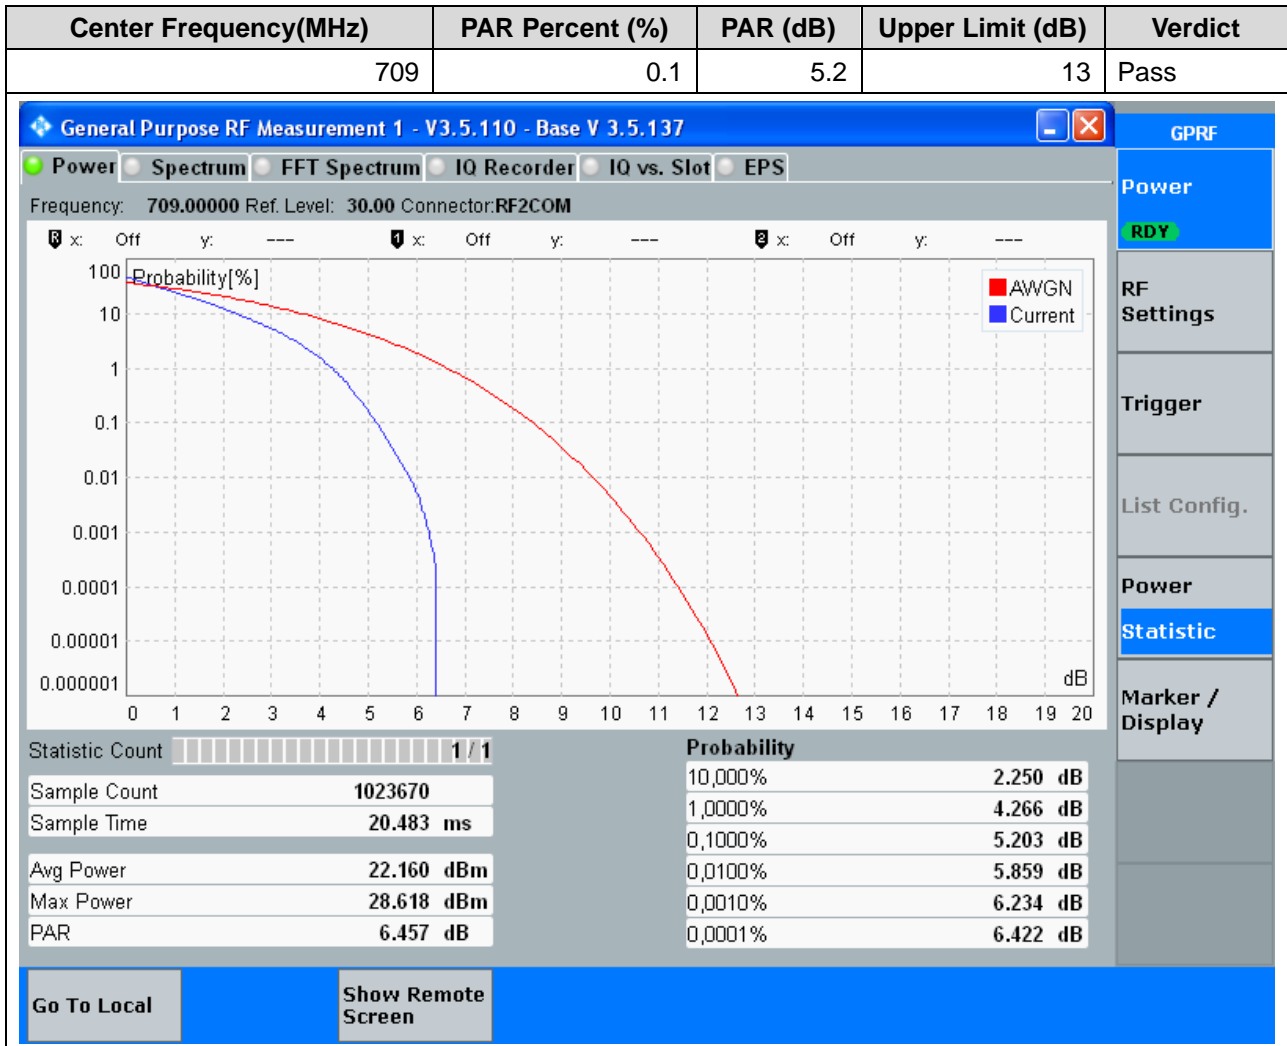 Center Frequency(MHz) PAR Percent (%) PAR (dB) Upper Limit (dB) Verdict
709 0.1 5.2 13 Pass
General Purpose RF Measurement 1 - V3.5.110 - Base V 3.5.137
GPRF
Power Spectrum FFT Spectrum IQ Recorder IQ vs. Slot EPS
Power
RDY
Frequency: 709.00000 Ref. Level: 30.00 Connector:RF2COM
R x: Off y: --- 1 x: Off y: --- 2 x: Off y: ---
Probability[%]
AWGN
Current
100
10
1
0.1
0.01
0.001
0.0001
0.00001
0.000001
dB
0 1 2 3 4 5 6 7 8 9 10 11 12 13 14 15 16 17 18 19 20
RF
Settings
Trigger
List Config.
Power
Statistic
Marker /
Display
Statistic Count 1 / 1
Sample Count 1023670
Sample Time 20.483 ms
Avg Power 22.160 dBm
Max Power 28.618 dBm
PAR 6.457 dB
Probability
10,000% 2.250 dB
1,0000% 4.266 dB
0,1000% 5.203 dB
0,0100% 5.859 dB
0,0010% 6.234 dB
0,0001% 6.422 dB
Go To Local
Show Remote
Screen